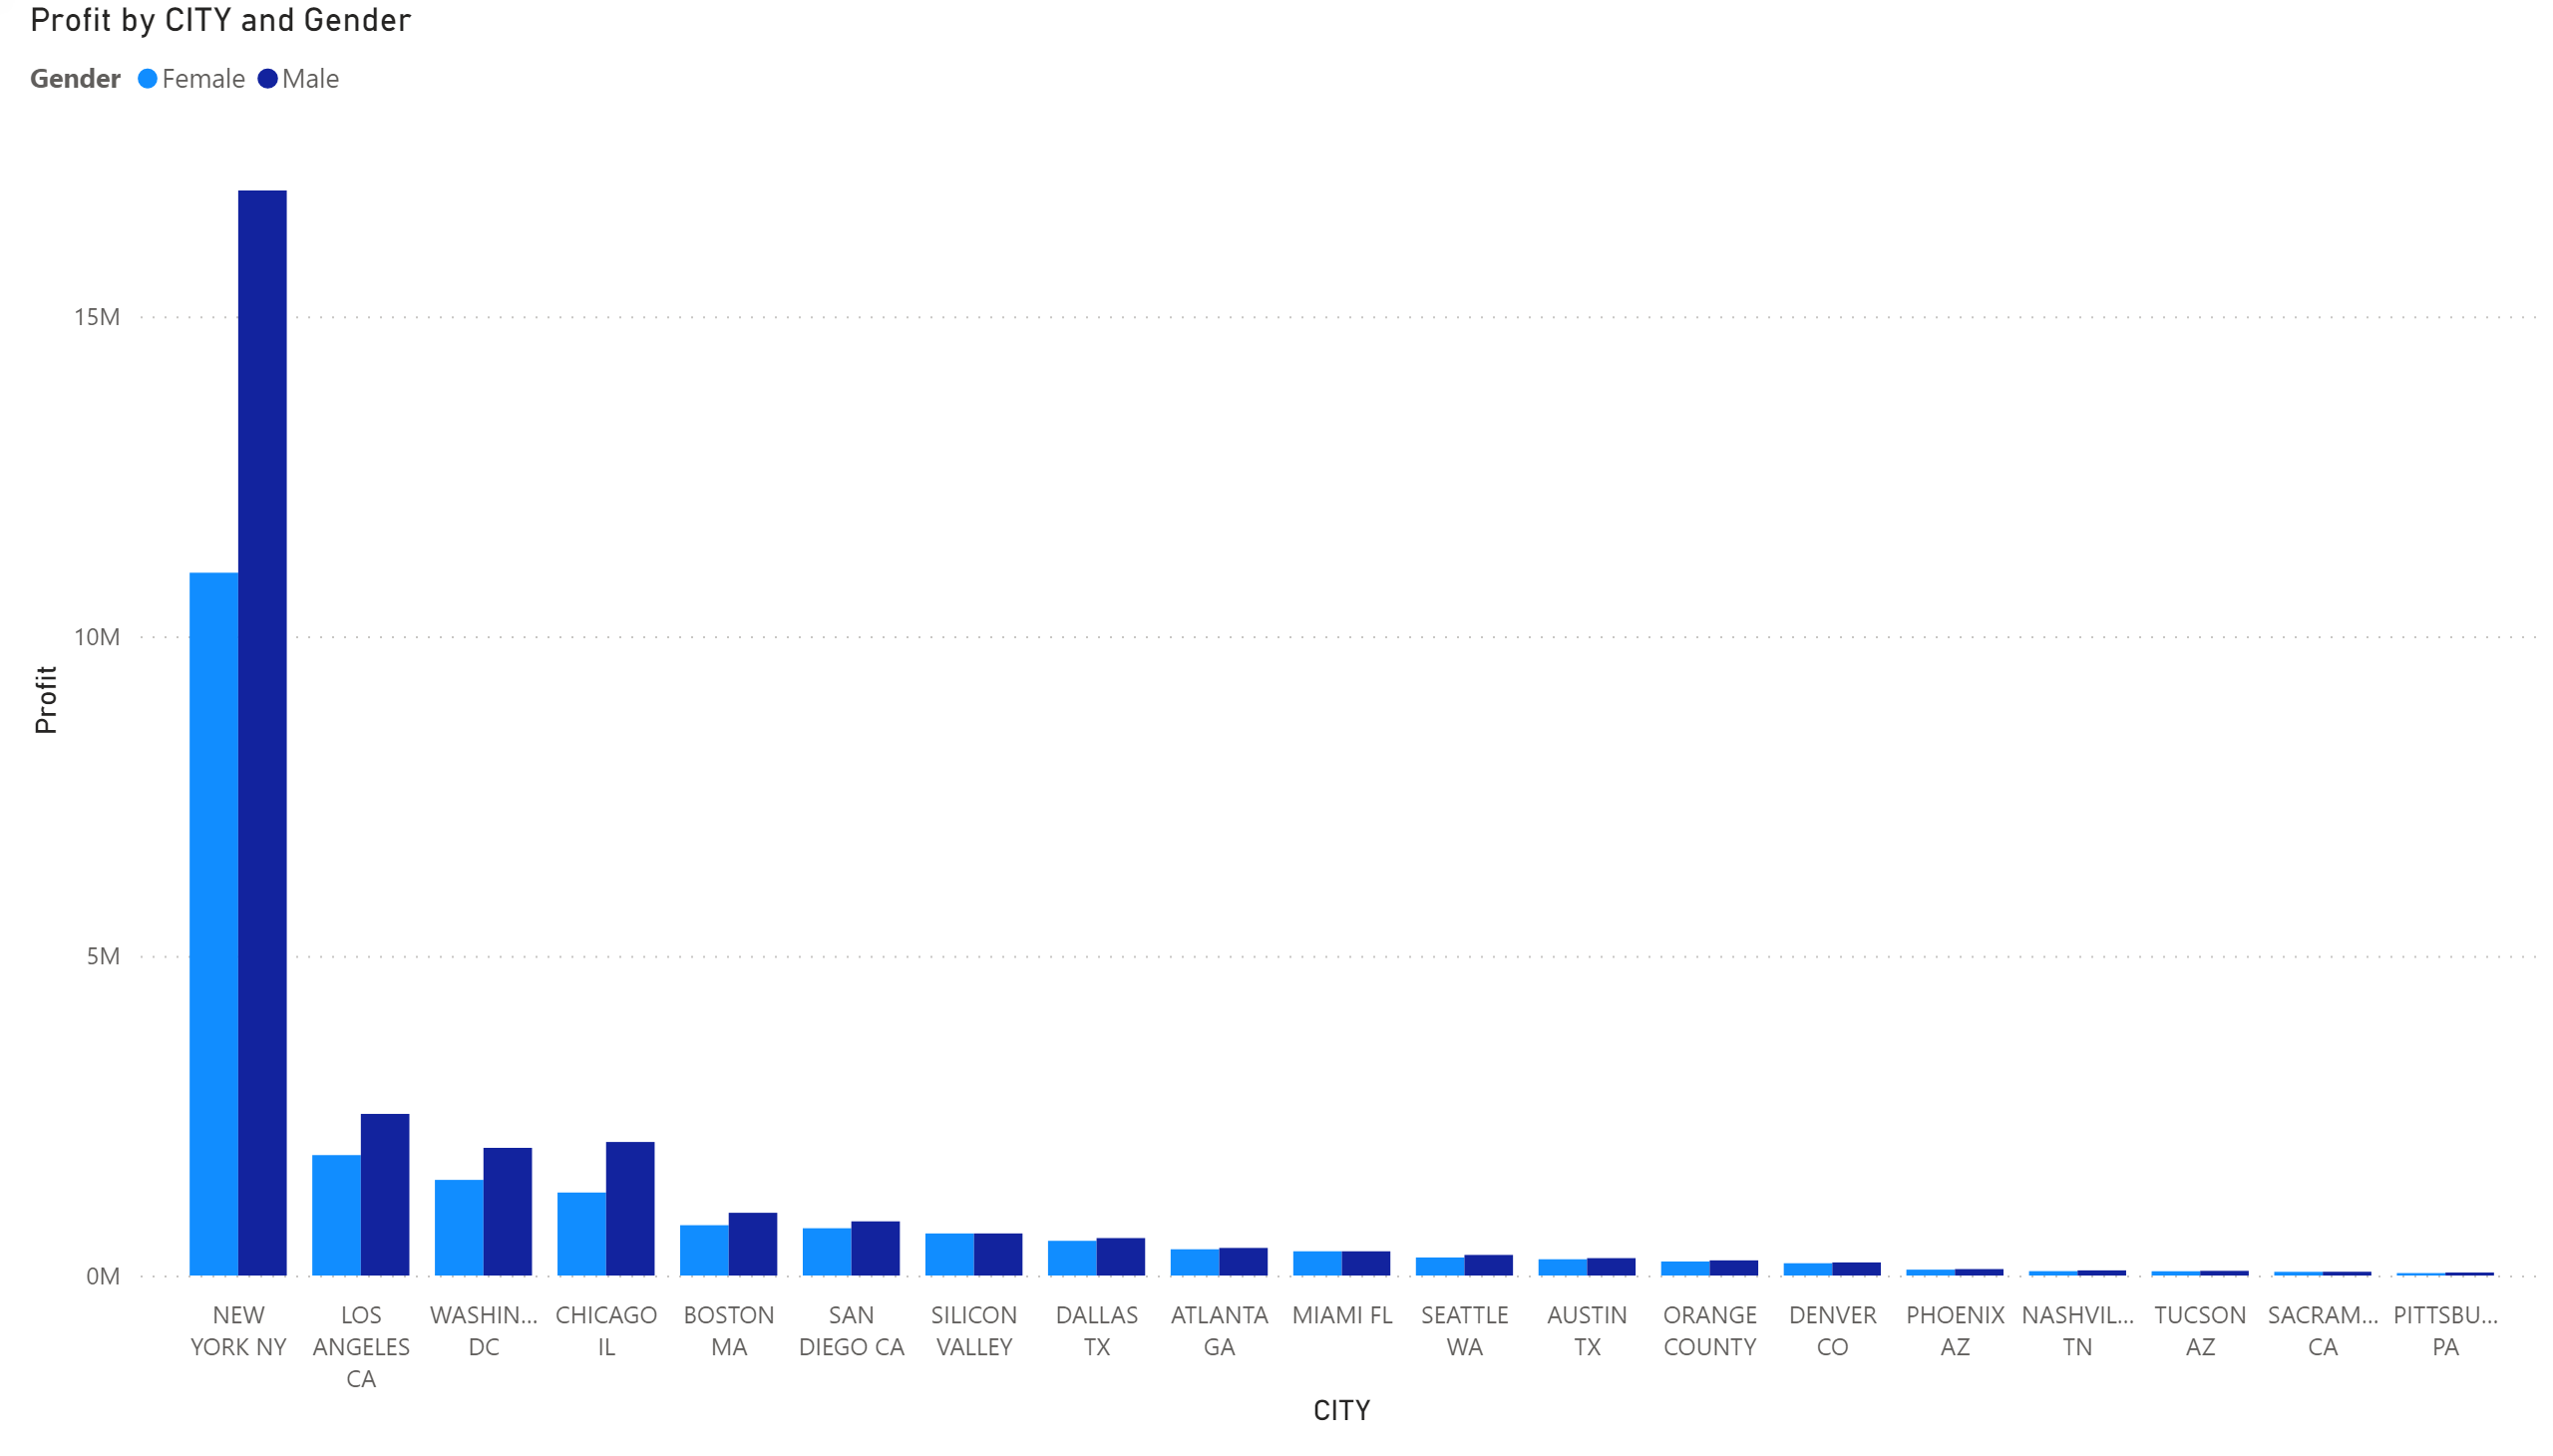 Profit by CITY and Gender
Gender Female Male
15M
10M
5M
0M
Profit
NEW
YORK NY
LOS
ANGELES
CA
WASHIN...
DC
CHICAGO
IL
BOSTON
MA
SAN
DIEGO CA
SILICON
VALLEY
DALLAS
TX
ATLANTA
GA
MIAMI FL
SEATTLE
WA
AUSTIN
TX
ORANGE
COUNTY
DENVER
CO
PHOENIX
AZ
NASHVIL...
TN
TUCSON
AZ
SACRAM...
CA
PITTSBU...
PA
CITY